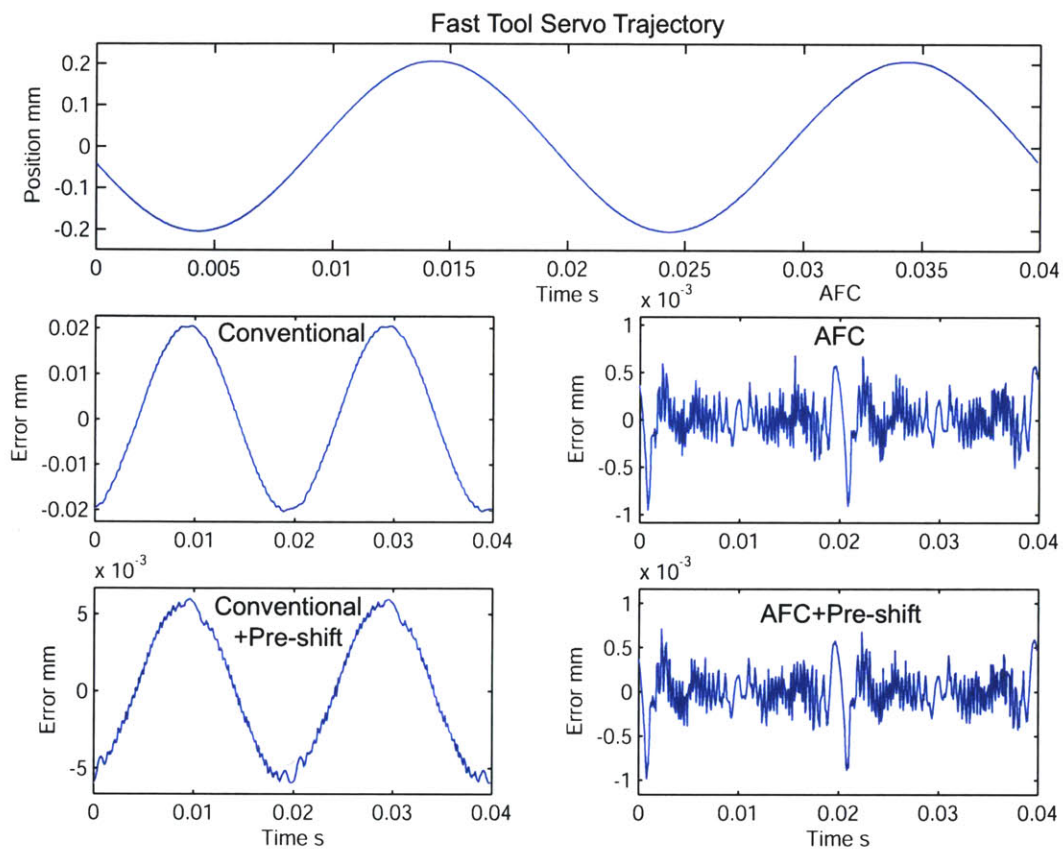 Fast Tool Servo Trajectory
Position mm
0.2
0.1
0
-0.1
-0.2
0 0.005 0.01 0.015 0.02 0.025 0.03 0.035 0.04
Time s
AFC
Conventional
Error mm
0.02
0.01
0
-0.01
-0.02
0 0.01 0.02 0.03 0.04
x 10-3
AFC
Error mm
1
0.5
0
-0.5
-1
0 0.01 0.02 0.03 0.04
x 10-3
Conventional
+Pre-shift
Error mm
5
0
-5
0 0.01 0.02 0.03 0.04
Time s
x 10-3
AFC+Pre-shift
Error mm
1
0.5
0
-0.5
-1
0 0.01 0.02 0.03 0.04
Time s